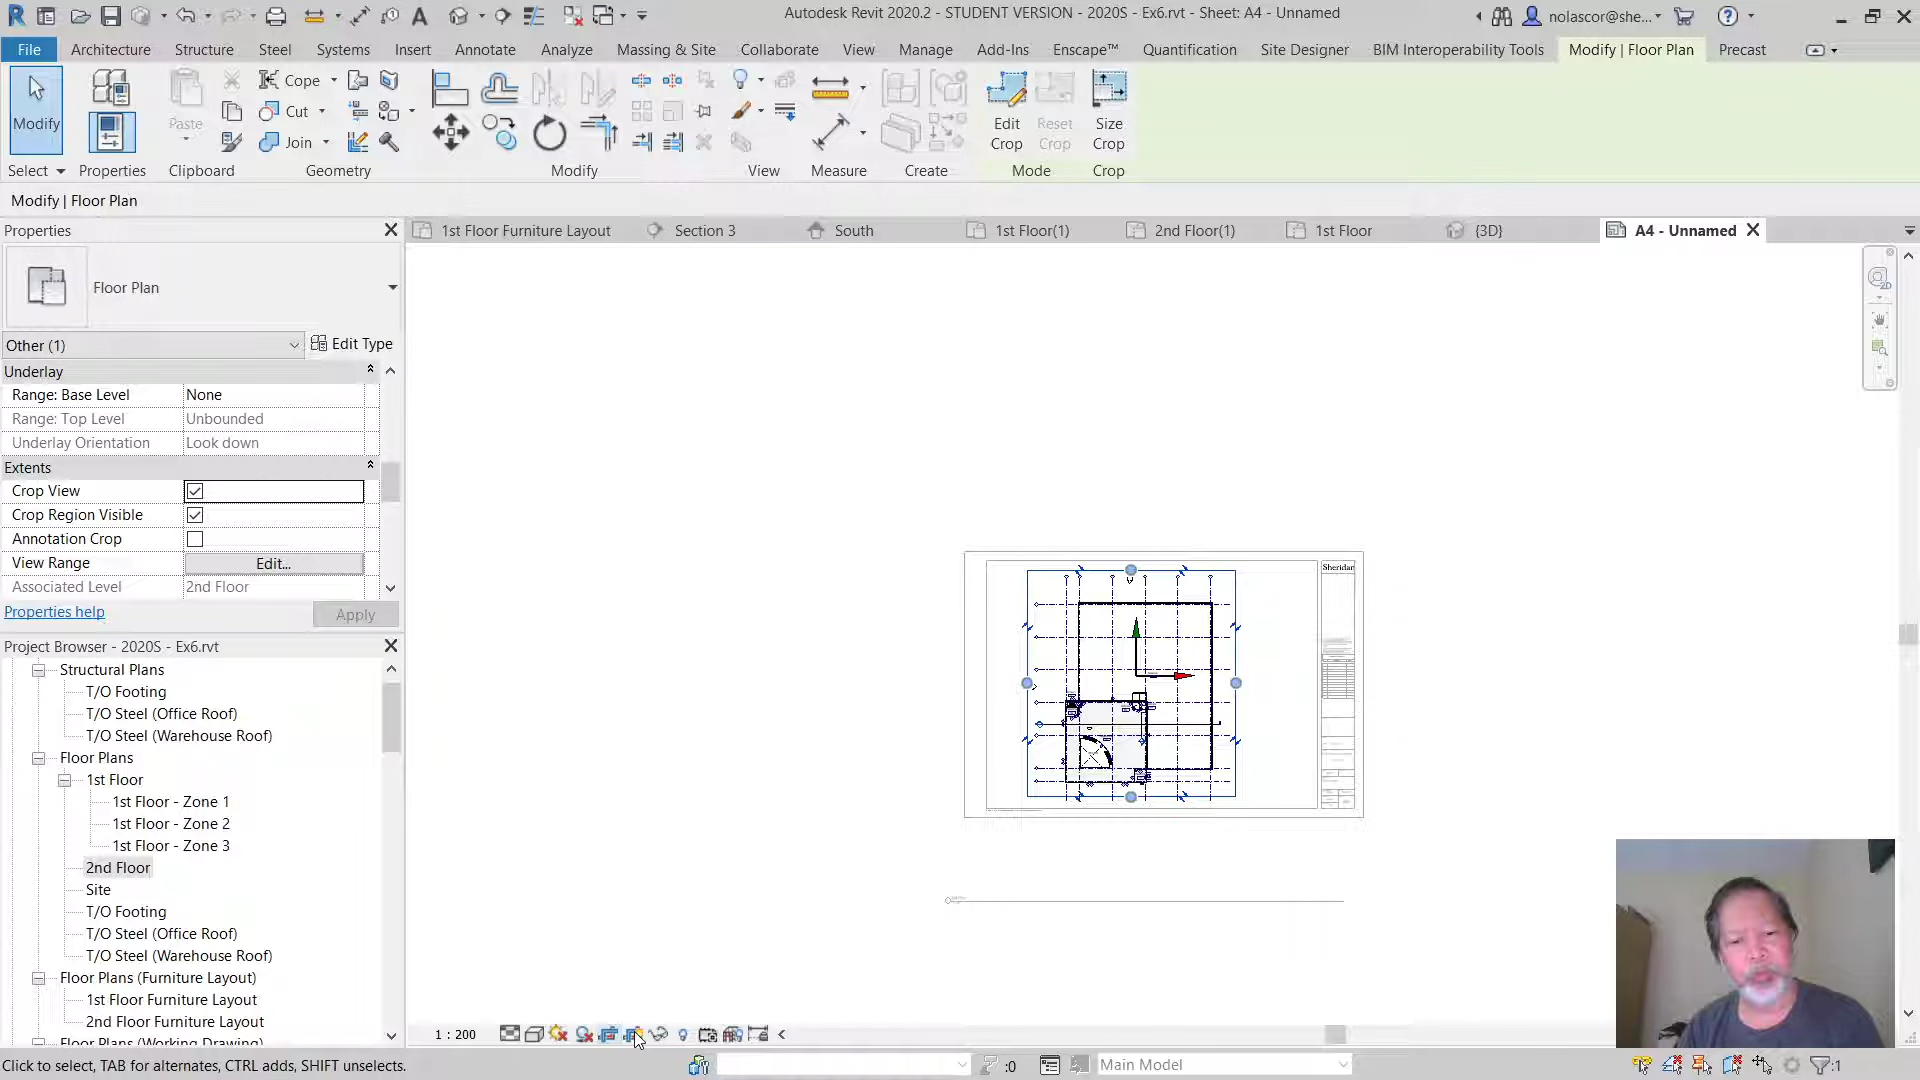 Autodesk Revit 2020.2 - STUDENT VERSION - 2020S - Ex6.rvt - Sheet: A4 - Unnamed
nolascor@she...
File Architecture Structure Steel Systems Insert Annotate Analyze Massing & Site Collaborate View Manage Add-Ins Enscape™ Quantification Site Designer BIM Interoperability Tools Modify | Floor Plan Precast
Modify
Paste
Cope
Cut
Join
Edit Crop
Reset Crop
Size Crop
Select Properties Clipboard Geometry Modify View Measure Create Mode Crop
Modify | Floor Plan
Properties
1st Floor Furniture Layout Section 3 South 1st Floor(1) 2nd Floor(1) 1st Floor {3D} A4 - Unnamed
Floor Plan
Other (1) Edit Type
Underlay
Range: Base Level None
Range: Top Level Unbounded
Underlay Orientation Look down
Extents
Crop View
Crop Region Visible
Annotation Crop
View Range Edit...
Associated Level 2nd Floor
Properties help Apply
Project Browser - 2020S - Ex6.rvt
Structural Plans
T/O Footing
T/O Steel (Office Roof)
T/O Steel (Warehouse Roof)
Floor Plans
1st Floor
1st Floor - Zone 1
1st Floor - Zone 2
1st Floor - Zone 3
2nd Floor
Site
T/O Footing
T/O Steel (Office Roof)
T/O Steel (Warehouse Roof)
Floor Plans (Furniture Layout)
1st Floor Furniture Layout
2nd Floor Furniture Layout
Floor Plans (Working Drawing)
Sheridan
1 : 200
Click to select, TAB for alternates, CTRL adds, SHIFT unselects.
:0
Main Model
:1